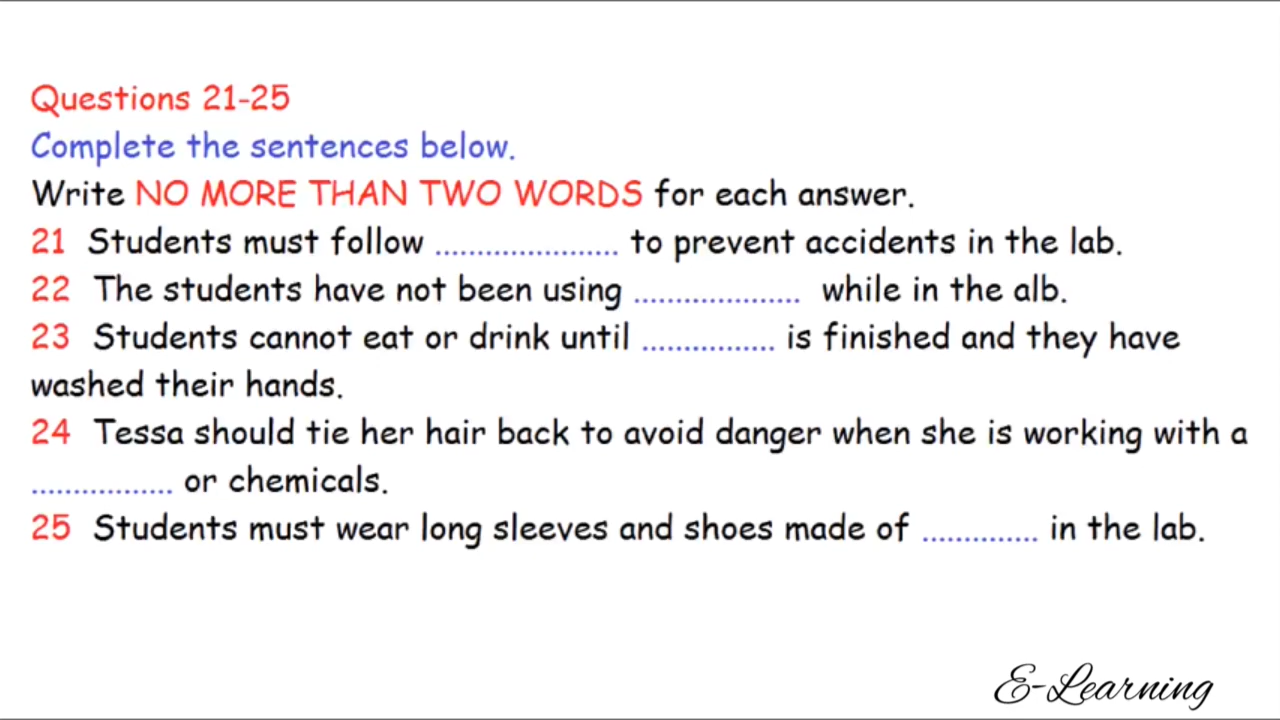 Questions 21-25
Complete the sentences below.
Write NO MORE THAN TWO WORDS for each answer.
21 Students must follow ...................... to prevent accidents in the lab.
22 The students have not been using .................... while in the alb.
23 Students cannot eat or drink until ................ is finished and they have
washed their hands.
24 Tessa should tie her hair back to avoid danger when she is working with a
................. or chemicals.
25 Students must wear long sleeves and shoes made of .............. in the lab.
E-Learning